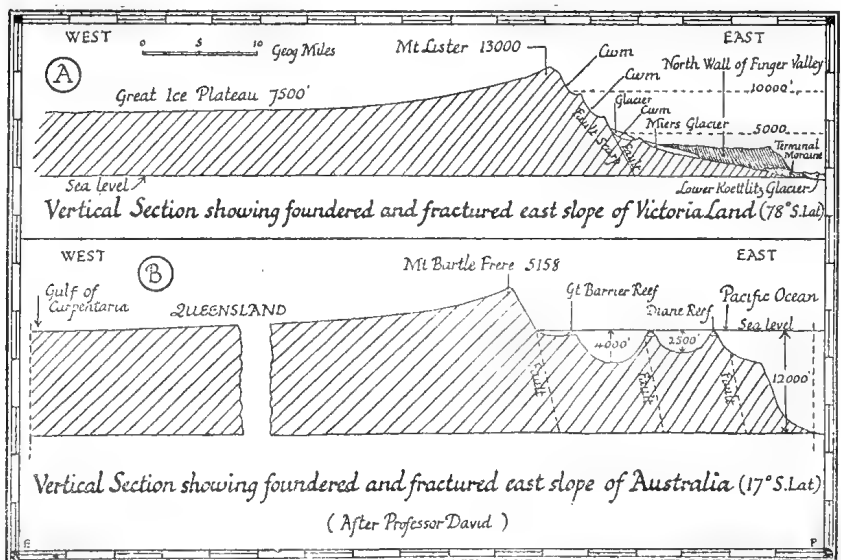 WEST
EAST
0 5 10 Geog Miles
Mt Lister 13000
Cwm
North Wall of Finger Valley
A
Cwm
10000'
Great Ice Plateau 7500'
Glacier
Cwm
5000
Miers Glacier
Fault Scarp
Fault
Terminal
Moraine
Sea level
Lower Koettlitz Glacier
Vertical Section showing foundered and fractured east slope of Victoria Land (78° S. Lat)
WEST
EAST
B
Mt Bartle Frere 5158
Gulf of
Carpentaria
QUEENSLAND
Gt Barrier Reef
Diane Reef
Pacific Ocean
Sea level
4000'
2500'
12000'
Fault
Fault
Fault
Vertical Section showing foundered and fractured east slope of Australia (17° S. Lat)
( After Professor David )